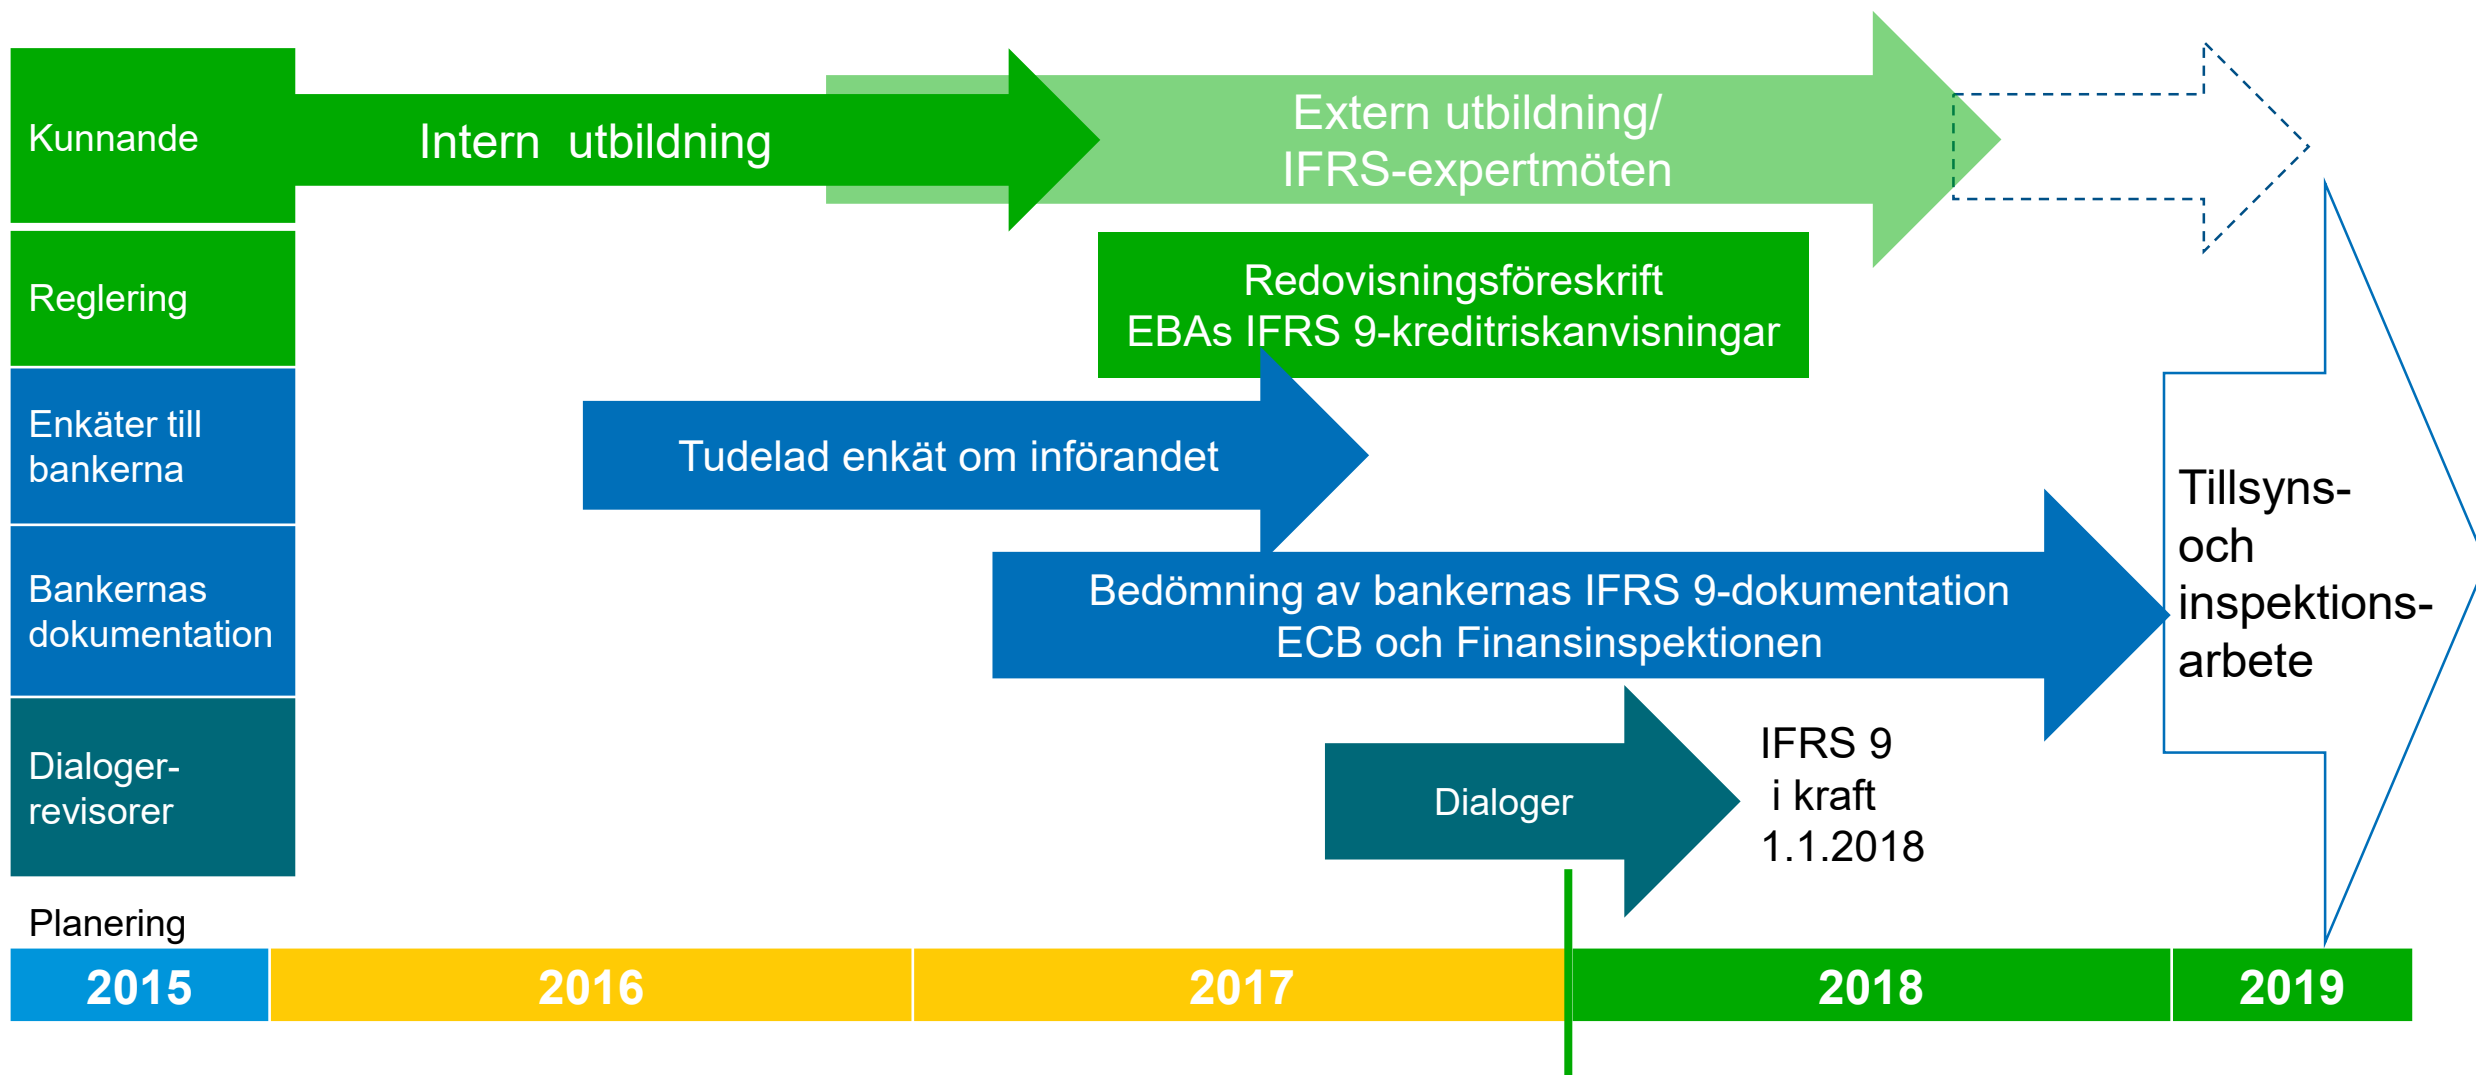 Kunnande
Intern utbildning
Extern utbildning/
IFRS-expertmöten
Reglering
Redovisningsföreskrift
EBAs IFRS 9-kreditriskanvisningar
Enkäter till
bankerna
Tudelad enkät om införandet
Bankernas
dokumentation
Bedömning av bankernas IFRS 9-dokumentation
ECB och Finansinspektionen
Tillsyns-
och
inspektions-
arbete
Dialoger-
revisorer
Dialoger
IFRS 9
i kraft
1.1.2018
Planering
2015
2016
2017
2018
2019